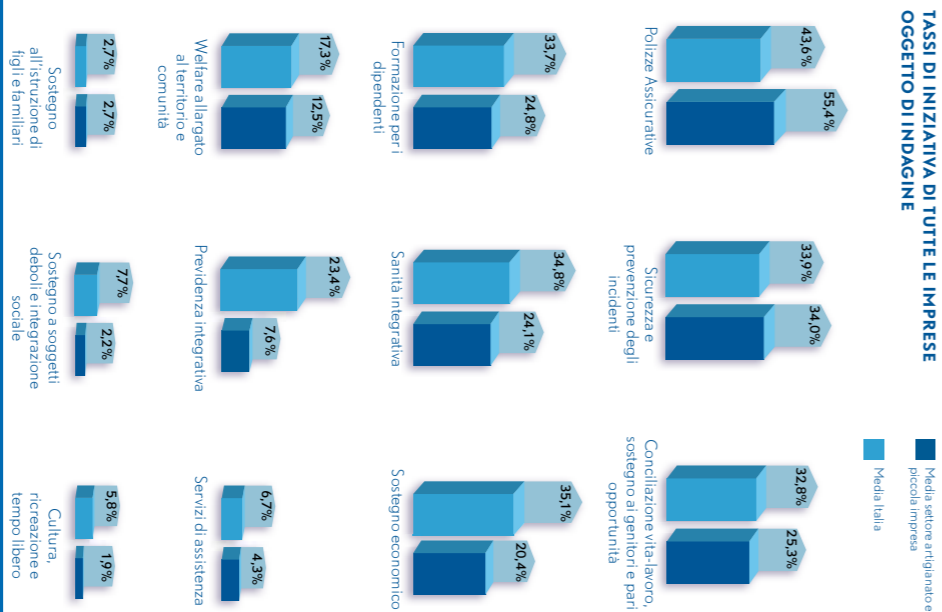 TASSI DI INIZIATIVA DI TUTTE LE IMPRESE
OGGETTO DI INDAGINE
Media settore artigianato e
piccola impresa
Media Italia
43,6%
55,4%
Polizze Assicurative
33,9%
34,0%
Sicurezza e
prevenzione degli
incidenti
32,8%
25,3%
Conciliazione vita-lavoro,
sostegno ai genitori e pari
opportunità
33,7%
24,8%
Formazione per i
dipendenti
34,8%
24,1%
Sanità integrativa
35,1%
20,4%
Sostegno economico
17,3%
12,5%
Welfare allargato
al territorio e
comunità
23,4%
7,6%
Previdenza integrativa
6,7%
4,3%
Servizi di assistenza
2,7%
2,7%
Sostegno
all'istruzione di
figli e familiari
7,7%
2,2%
Sostegno a soggetti
deboli e integrazione
sociale
5,8%
1,9%
Cultura,
ricreazione e
tempo libero